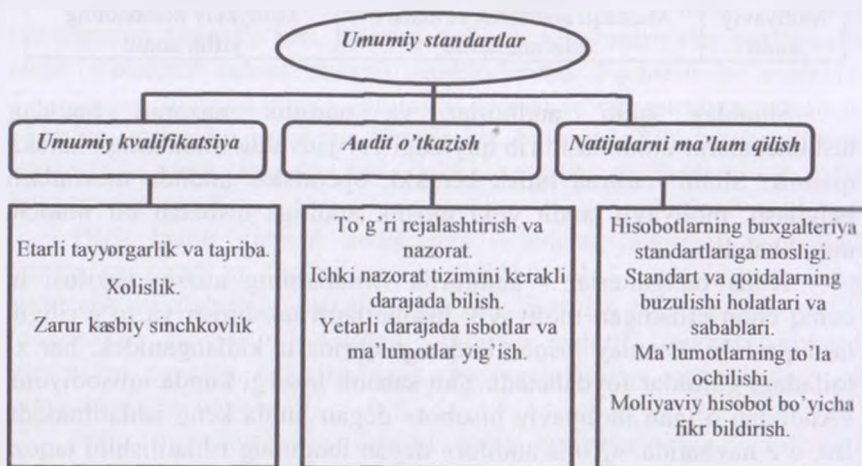 Umumiy standartlar
Umumiy kvalifikatsiya
Audit o'tkazish
Natijalarni ma'lum qilish
Etarli tayyorgarlik va tajriba.
Xolislik.
Zarur kasbiy sinchkovlik
To'g'ri rejalashtirish va
nazorat.
Ichki nazorat tizimini kerakli
darajada bilish.
Yetarli darajada isbotlar va
ma'lumotlar yig'ish.
Hisobotlarning buxgalteriya
standartlariga mosligi.
Standart va qoidalarning
buzulishi holatlari va
sabablari.
Ma'lumotlarning to'la
ochilishi.
Moliyaviy hisobot bo'yicha
fikr bildirish.